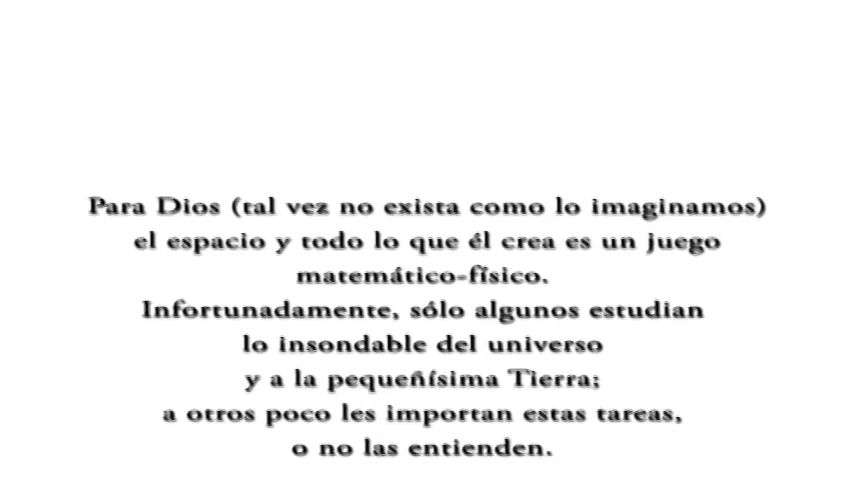 Para Dios (tal vez no exista como lo imaginamos)
el espacio y todo lo que él crea es un juego
matemático-físico.
Infortunadamente, sólo algunos estudian
lo insondable del universo
y a la pequeñísima Tierra;
a otros poco les importan estas tareas,
o no las entienden.